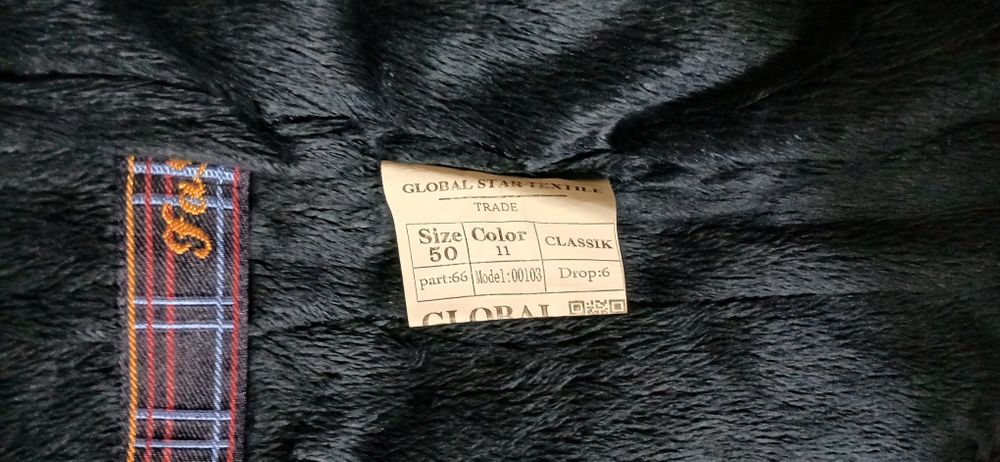 GLOBAL STAR TEXTILE
TRADE
Size 50
Color 11
CLASSIK
part:66
Model:00103
Drop:6
GLOBAL